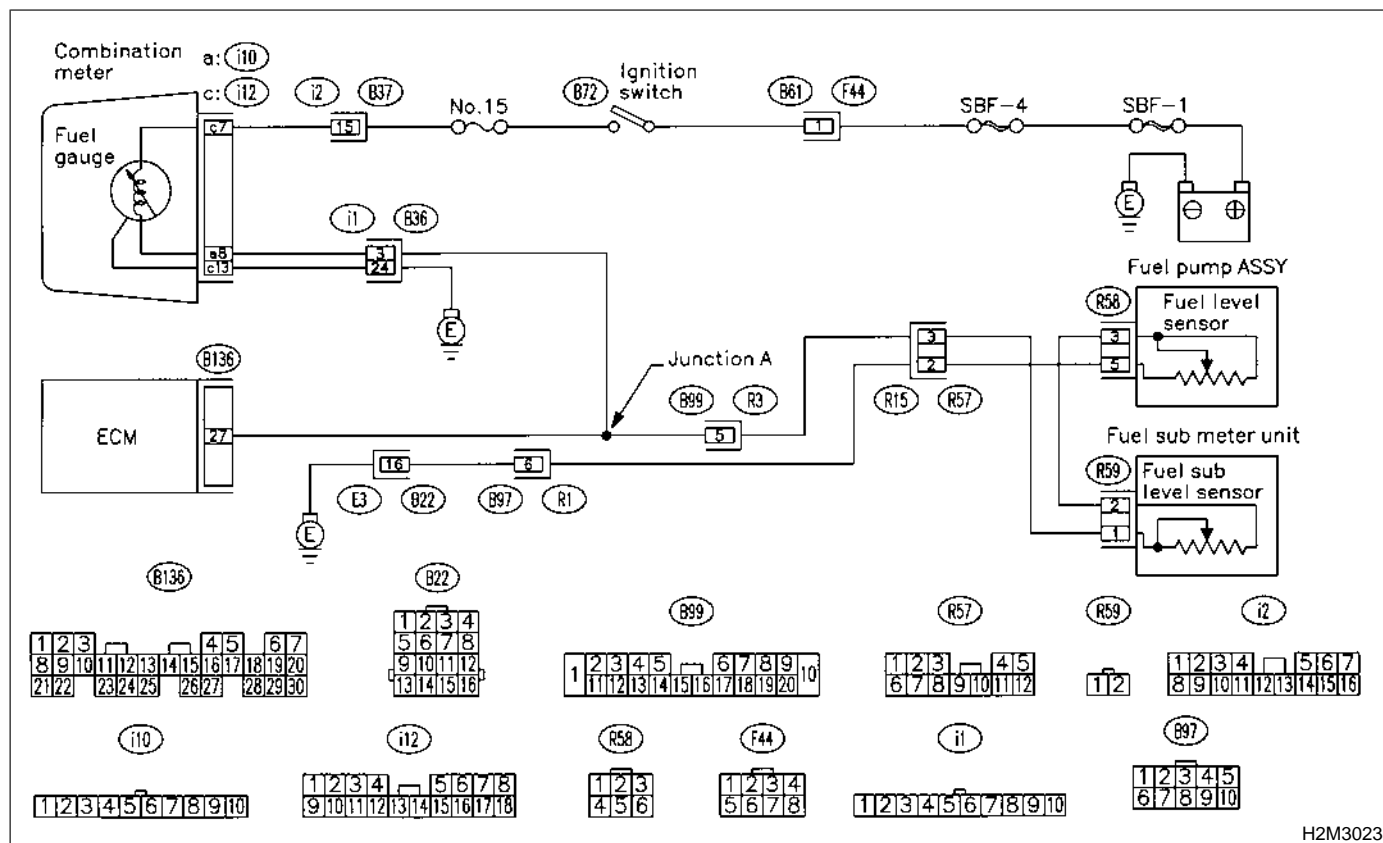 Combination
meter
a: i10
c: i12
i2
B37
No.15
B72
Ignition
switch
B61
F44
SBF-4
SBF-1
c7
15
1
Fuel
gauge
E
⊖ ⊕
i1
B36
a8
c13
3
24
E
Fuel pump ASSY
R58
Fuel level
sensor
3
5
B136
ECM
27
Junction A
B99
R3
5
3
2
R15
R57
Fuel sub meter unit
R59
Fuel sub
level sensor
2
1
16
6
E3
B22
B97
R1
E
B136
1 2 3 4 5 6 7
8 9 10 11 12 13 14 15 16 17 18 19 20
21 22 23 24 25 26 27 28 29 30
B22
1 2 3 4
5 6 7 8
9 10 11 12
13 14 15 16
B99
1 2 3 4 5 6 7 8 9 10
11 12 13 14 15 16 17 18 19 20
R57
1 2 3 4 5
6 7 8 9 10 11 12
R59
1 2
i2
1 2 3 4 5 6 7
8 9 10 11 12 13 14 15 16
i10
1 2 3 4 5 6 7 8 9 10
i12
1 2 3 4 5 6 7 8
9 10 11 12 13 14 15 16 17 18
R58
1 2 3
4 5 6
F44
1 2 3 4
5 6 7 8
i1
1 2 3 4 5 6 7 8 9 10
B97
1 2 3 4 5
6 7 8 9 10
H2M3023